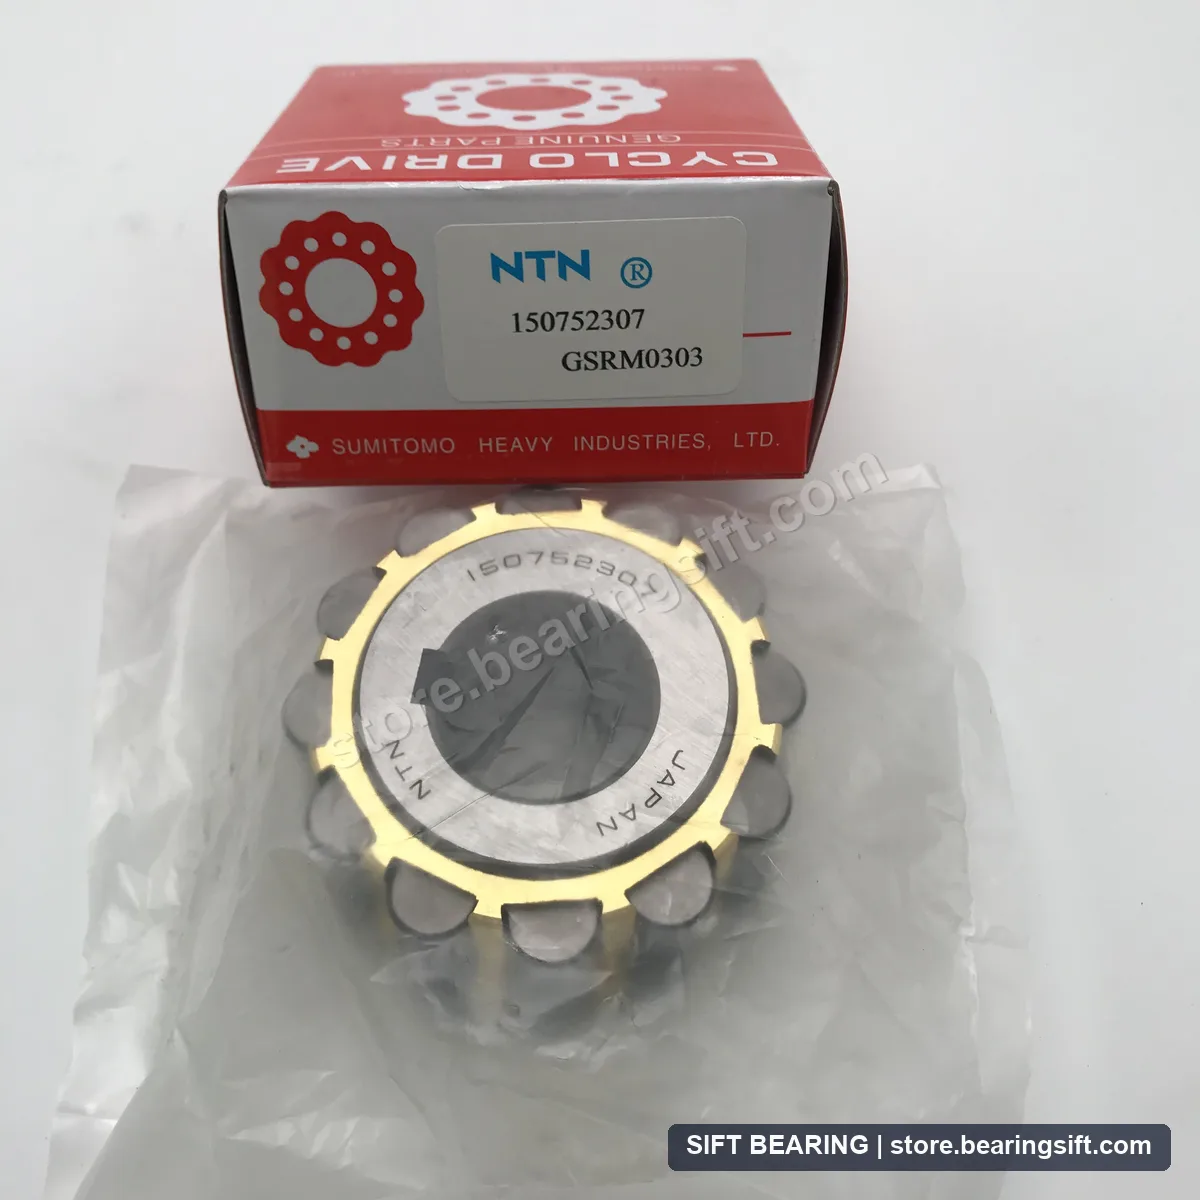 SUMITOMO
GENUINE PARTS
CYCLO DRIVE
NTN ®
150752307
GSRM0303
SUMITOMO HEAVY INDUSTRIES, LTD.
150752307
NTN
JAPAN
store.bearingsift.com
SIFT BEARING | store.bearingsift.com